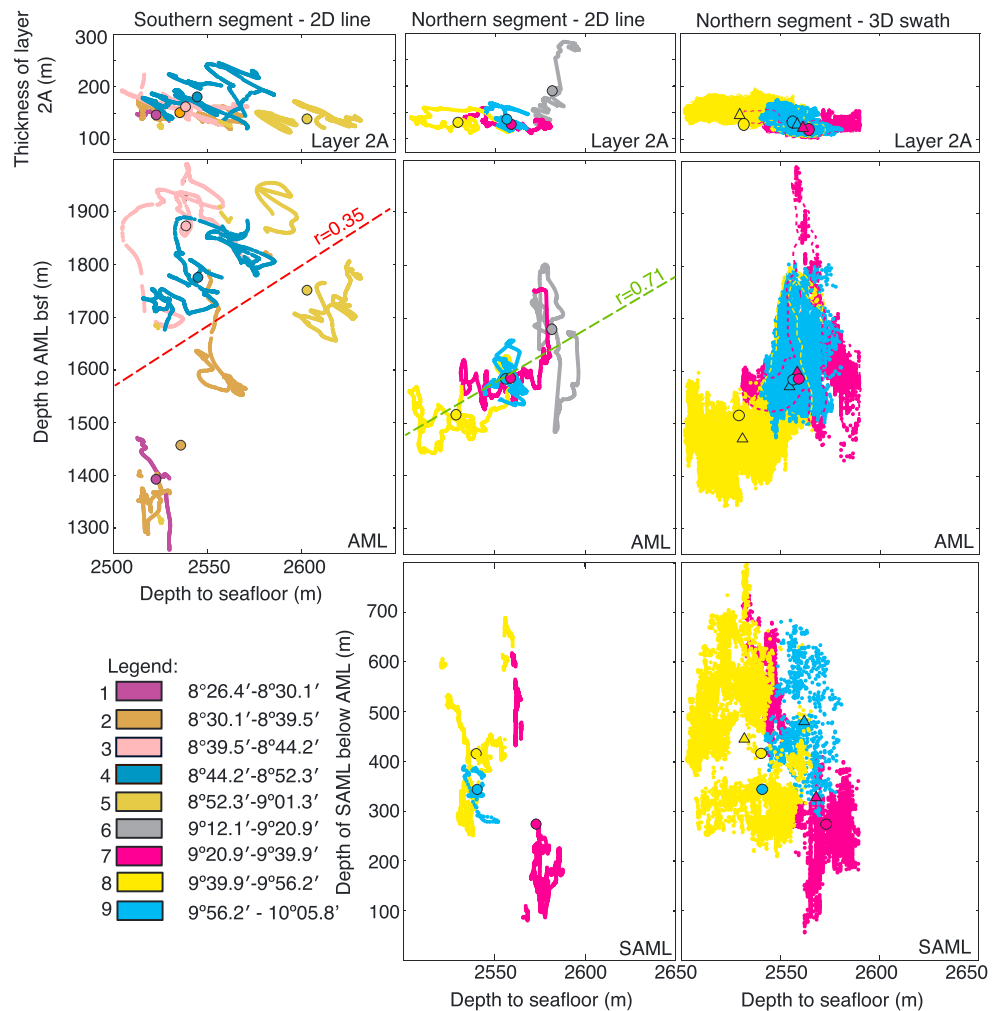 Southern segment - 2D line
Northern segment - 2D line
Northern segment - 3D swath
Thickness of layer
2A (m)
300
200
100
Layer 2A
Layer 2A
Layer 2A
Depth to AML bsf (m)
1900
1800
1700
1600
1500
1400
1300
r=0.35
r=0.71
AML
AML
AML
2500
2550
2600
Depth to seafloor (m)
Depth of SAML below AML (m)
700
600
500
400
300
200
100
SAML
SAML
2550
2600
2650
2550
2600
2650
Depth to seafloor (m)
Depth to seafloor (m)
Legend:
1 8°26.4′-8°30.1′
2 8°30.1′-8°39.5′
3 8°39.5′-8°44.2′
4 8°44.2′-8°52.3′
5 8°52.3′-9°01.3′
6 9°12.1′-9°20.9′
7 9°20.9′-9°39.9′
8 9°39.9′-9°56.2′
9 9°56.2′ - 10°05.8'